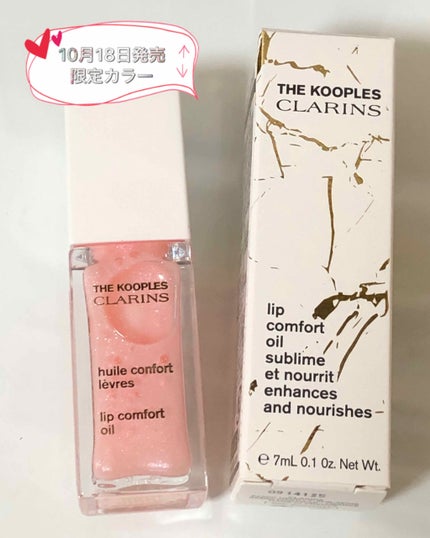 10月18日発売
限定カラー
THE KOOPLES
CLARINS
huile confort
lèvres
lip comfort
oil
THE KOOPLES
CLARINS
lip
comfort
oil
sublime
et nourrit
enhances
and nourishes
e 7mL 0.1 Oz. Net Wt.